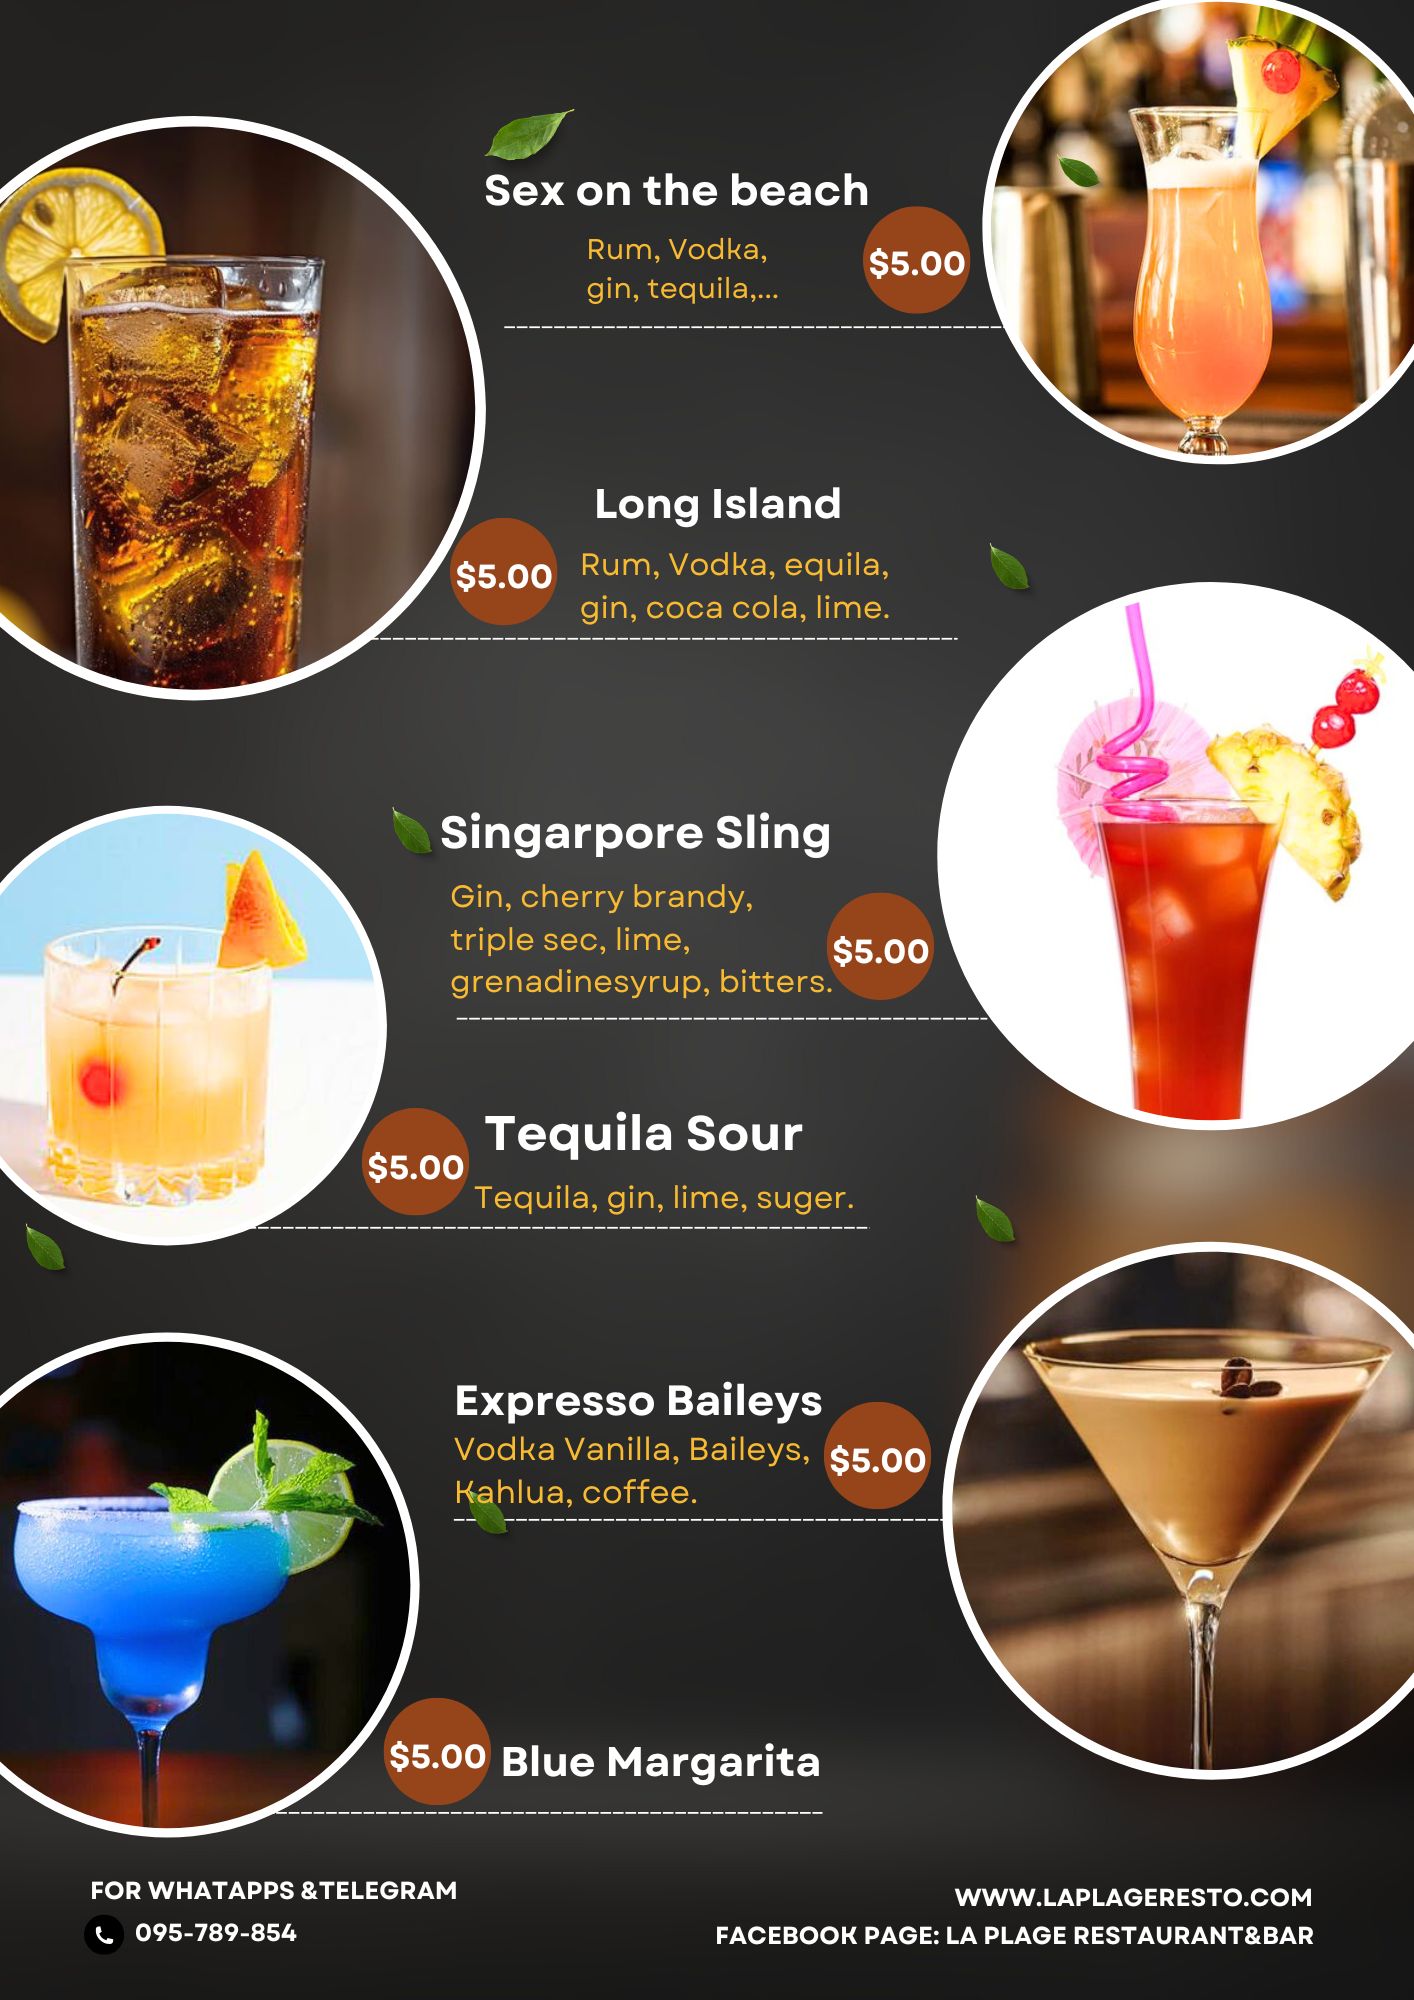 Sex on the beach
Rum, Vodka,
gin, tequila,...
$5.00
Long Island
$5.00
Rum, Vodka, equila,
gin, coca cola, lime.
Singarpore Sling
Gin, cherry brandy,
triple sec, lime,
grenadinesyrup, bitters.
$5.00
Tequila Sour
$5.00
Tequila, gin, lime, suger.
Expresso Baileys
Vodka Vanilla, Baileys,
Kahlua, coffee.
$5.00
$5.00 Blue Margarita
FOR WHATAPPS &TELEGRAM
095-789-854
WWW.LAPLAGERESTO.COM
FACEBOOK PAGE: LA PLAGE RESTAURANT&BAR